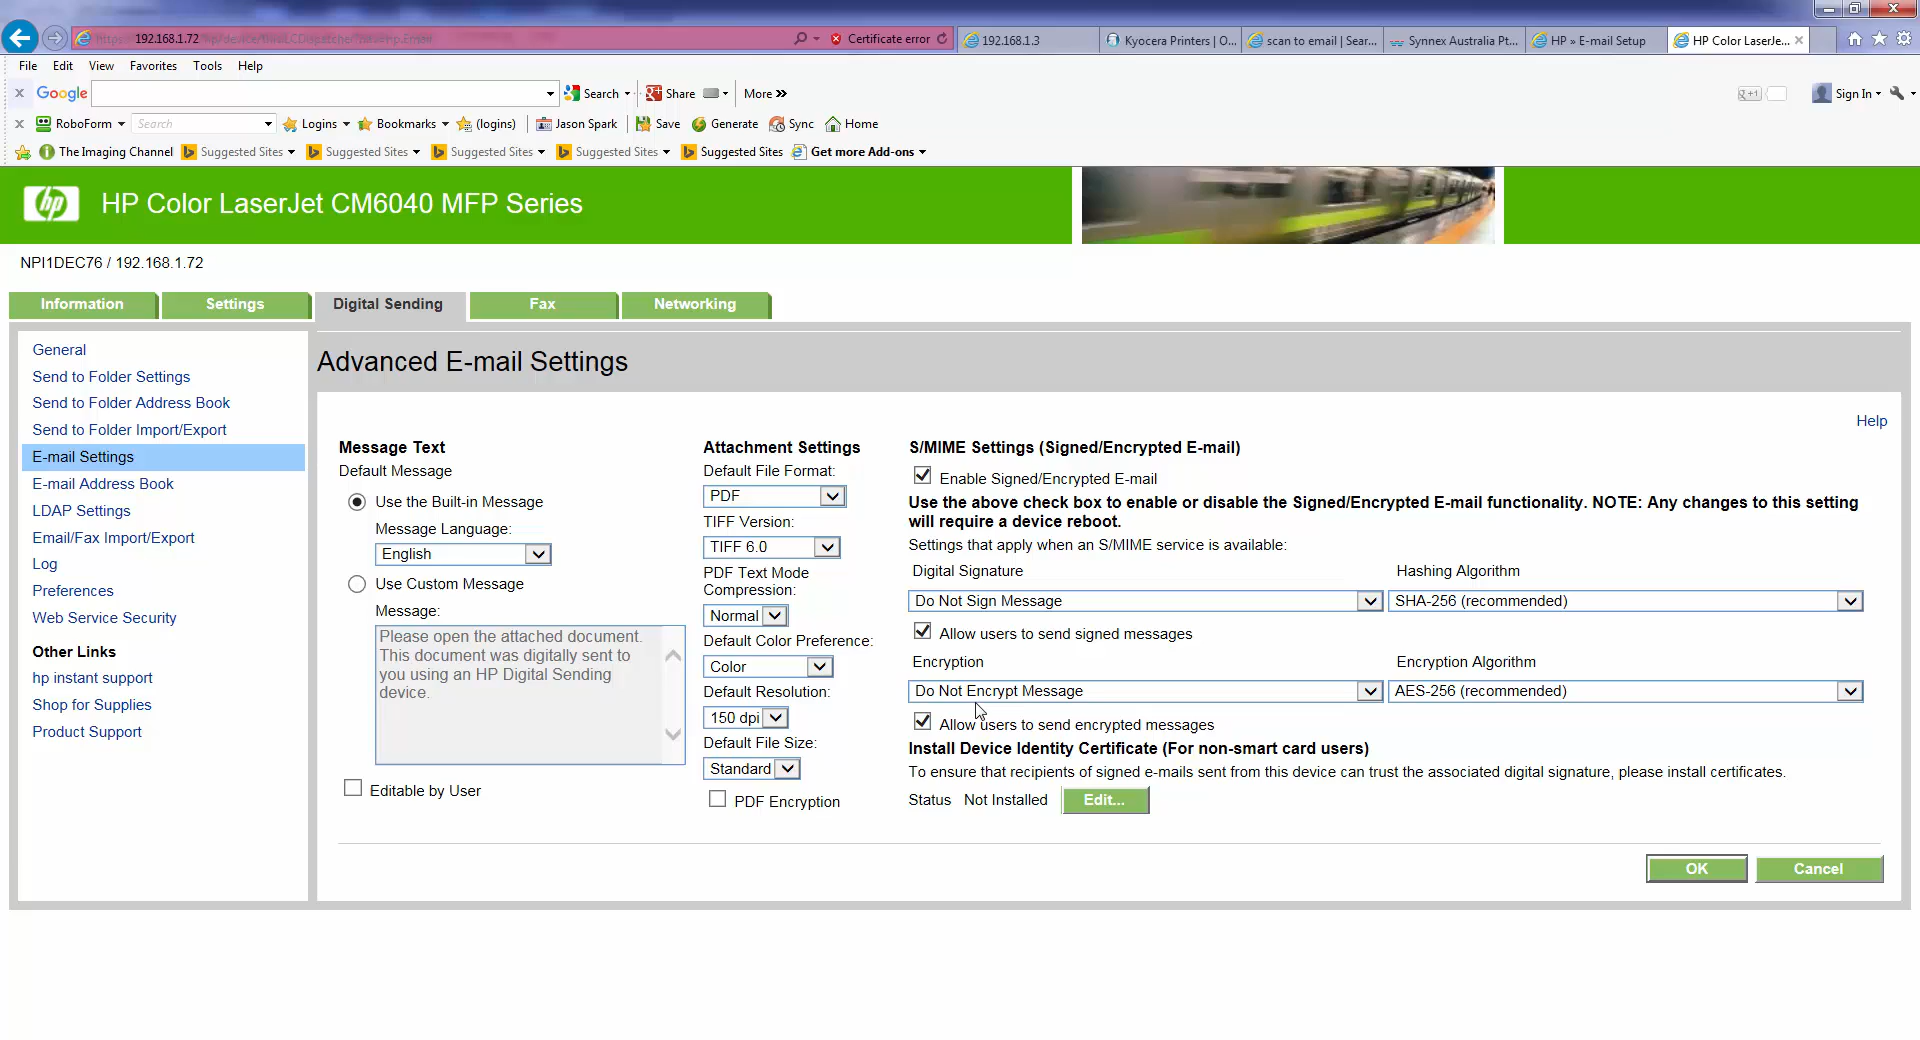 192.168.1.72
Certificate error
192.168.1.3
Kyocera Printers | O...
scan to email | Sear...
Synnex Australia Pt...
HP » E-mail Setup
HP Color LaserJe...
File Edit View Favorites Tools Help
x Google Search Share More » Sign In
x RoboForm Search Logins Bookmarks (logins) Jason Spark Save Generate Sync Home
The Imaging Channel Suggested Sites Suggested Sites Suggested Sites Suggested Sites Suggested Sites Get more Add-ons
hp HP Color LaserJet CM6040 MFP Series
NPI1DEC76 / 192.168.1.72
Information Settings Digital Sending Fax Networking
General
Send to Folder Settings
Send to Folder Address Book
Send to Folder Import/Export
E-mail Settings
E-mail Address Book
LDAP Settings
Email/Fax Import/Export
Log
Preferences
Web Service Security
Other Links
hp instant support
Shop for Supplies
Product Support
Advanced E-mail Settings
Help
Message Text
Default Message
Use the Built-in Message
Message Language:
English
Use Custom Message
Message:
Please open the attached document.
This document was digitally sent to
you using an HP Digital Sending
device.
Editable by User
Attachment Settings
Default File Format:
PDF
TIFF Version:
TIFF 6.0
PDF Text Mode
Compression:
Normal
Default Color Preference:
Color
Default Resolution:
150 dpi
Default File Size:
Standard
PDF Encryption
S/MIME Settings (Signed/Encrypted E-mail)
Enable Signed/Encrypted E-mail
Use the above check box to enable or disable the Signed/Encrypted E-mail functionality. NOTE: Any changes to this setting
will require a device reboot.
Settings that apply when an S/MIME service is available:
Digital Signature Hashing Algorithm
Do Not Sign Message SHA-256 (recommended)
Allow users to send signed messages
Encryption Encryption Algorithm
Do Not Encrypt Message AES-256 (recommended)
Allow users to send encrypted messages
Install Device Identity Certificate (For non-smart card users)
To ensure that recipients of signed e-mails sent from this device can trust the associated digital signature, please install certificates.
Status Not Installed Edit...
OK Cancel